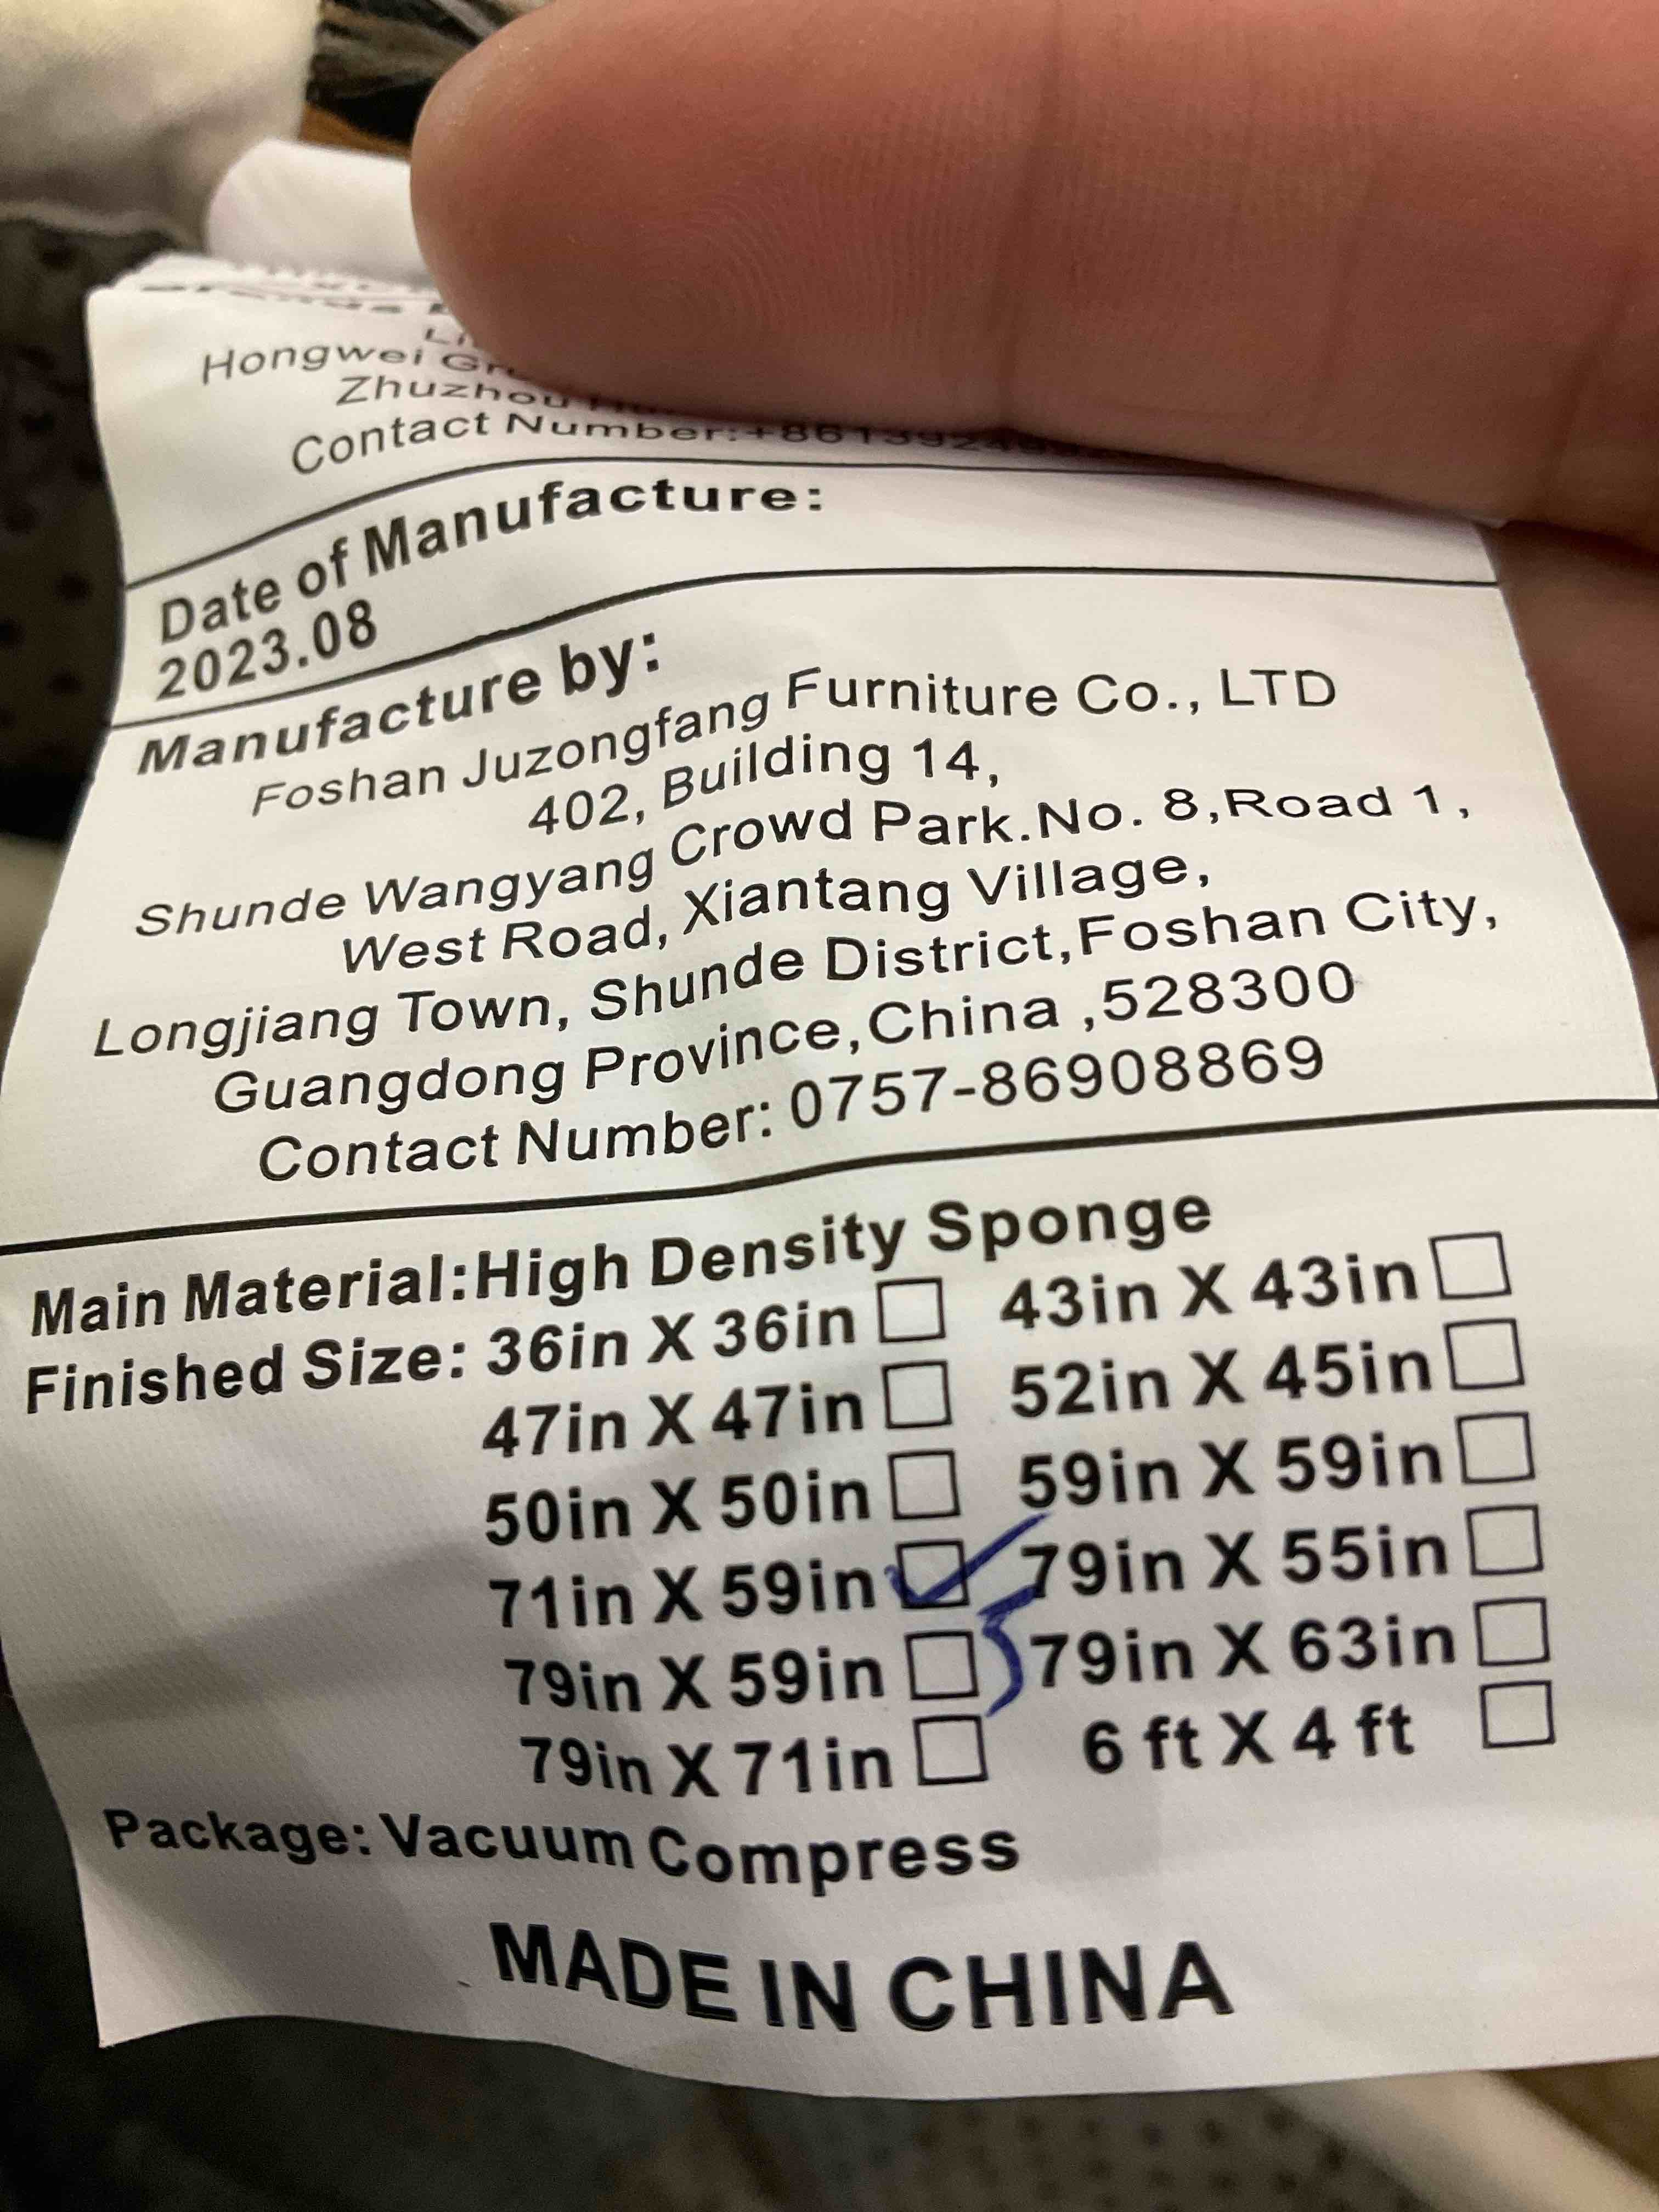 Hongwei
Zhuzhou
Contact Number:+8613924
Date of Manufacture:
2023.08
Manufacture by:
Foshan Juzongfang Furniture Co., LTD
402, Building 14,
Shunde Wangyang Crowd Park.No. 8,Road 1,
West Road, Xiantang Village,
Longjiang Town, Shunde District,Foshan City,
Guangdong Province,China ,528300
Contact Number: 0757-86908869
Main Material:High Density Sponge
Finished Size: 36in X 36in 43in X 43in
47in X 47in 52in X 45in
50in X 50in 59in X 59in
71in X 59in 79in X 55in
79in X 59in 79in X 63in
79in X 71in 6 ft X 4 ft
Package: Vacuum Compress
MADE IN CHINA